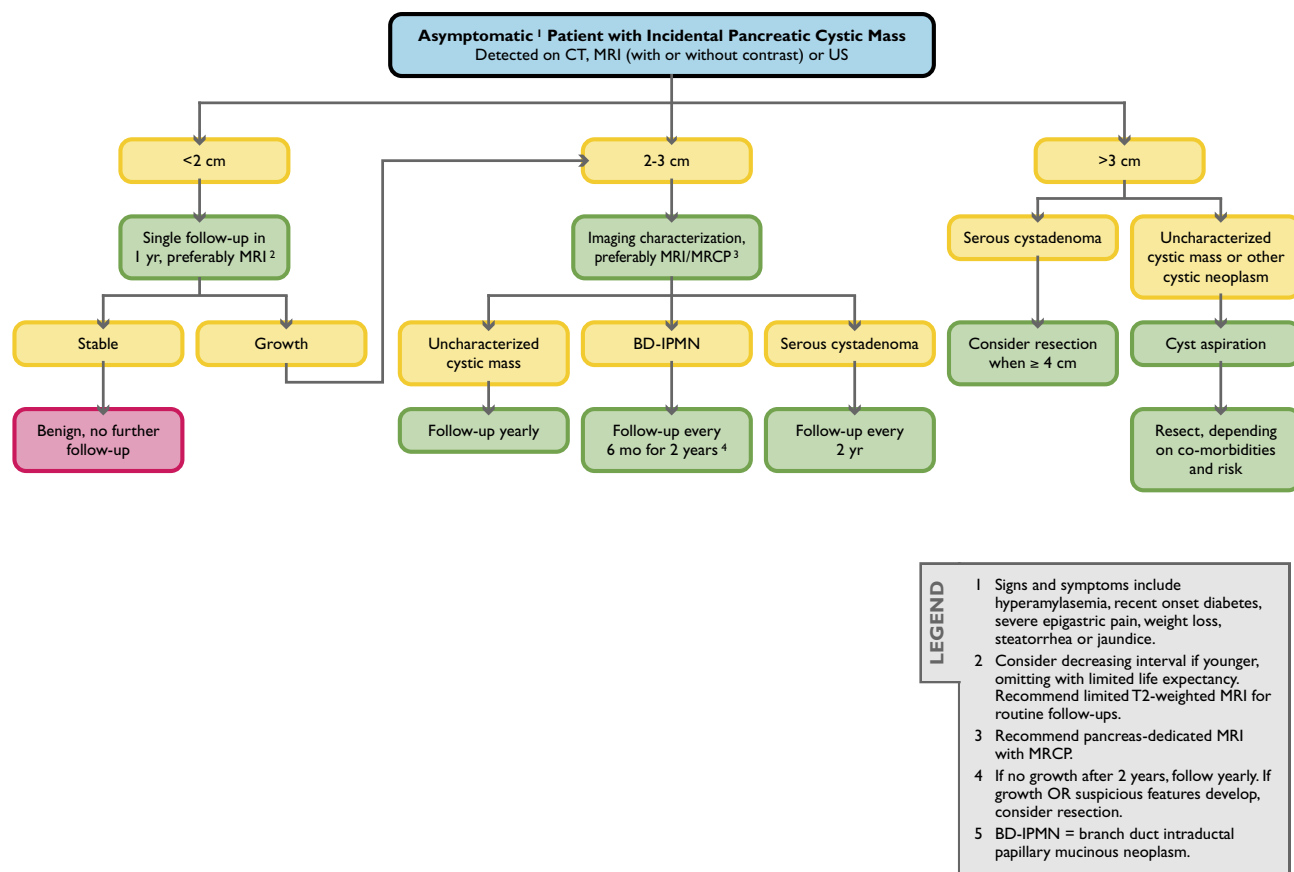 Asymptomatic 1 Patient with Incidental Pancreatic Cystic Mass
Detected on CT, MRI (with or without contrast) or US
<2 cm
2-3 cm
>3 cm
Single follow-up in
1 yr, preferably MRI 2
Imaging characterization,
preferably MRI/MRCP 3
Serous cystadenoma
Uncharacterized
cystic mass or other
cystic neoplasm
Stable
Growth
Uncharacterized
cystic mass
BD-IPMN
Serous cystadenoma
Consider resection
when ≥ 4 cm
Cyst aspiration
Benign, no further
follow-up
Follow-up yearly
Follow-up every
6 mo for 2 years 4
Follow-up every
2 yr
Resect, depending
on co-morbidities
and risk
LEGEND
1 Signs and symptoms include
hyperamylasemia, recent onset diabetes,
severe epigastric pain, weight loss,
steatorrhea or jaundice.
2 Consider decreasing interval if younger,
omitting with limited life expectancy.
Recommend limited T2-weighted MRI for
routine follow-ups.
3 Recommend pancreas-dedicated MRI
with MRCP.
4 If no growth after 2 years, follow yearly. If
growth OR suspicious features develop,
consider resection.
5 BD-IPMN = branch duct intraductal
papillary mucinous neoplasm.